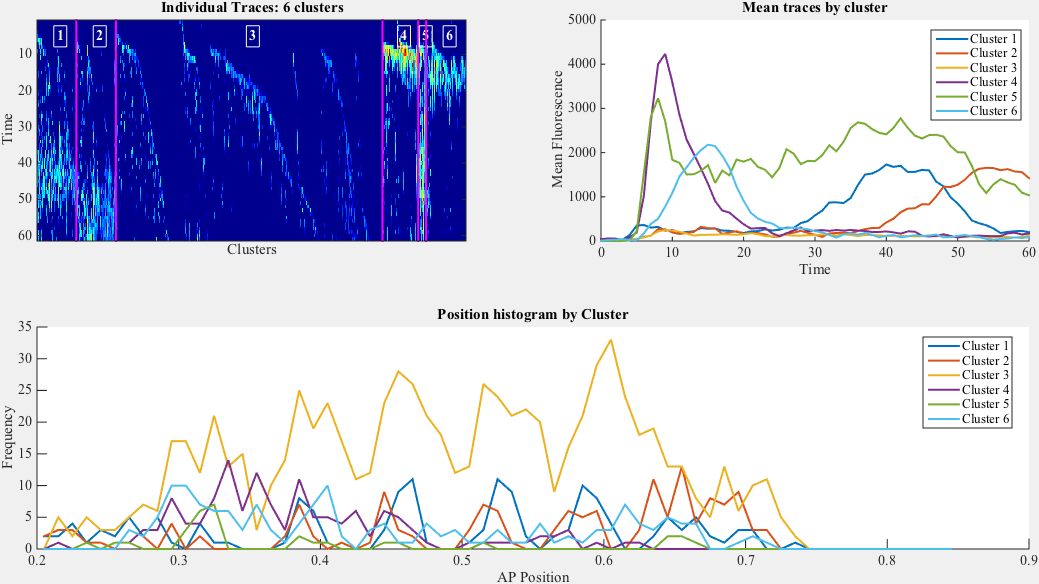 Individual Traces: 6 clusters
1 2 3 4 5 6
10
20
30
40
50
60
Time
Clusters
Mean traces by cluster
5000
4000
3000
2000
1000
0
Mean Fluorescence
0 10 20 30 40 50 60
Time
Cluster 1
Cluster 2
Cluster 3
Cluster 4
Cluster 5
Cluster 6
Position histogram by Cluster
35
30
25
20
15
10
5
0
Frequency
0.2 0.3 0.4 0.5 0.6 0.7 0.8 0.9
AP Position
Cluster 1
Cluster 2
Cluster 3
Cluster 4
Cluster 5
Cluster 6